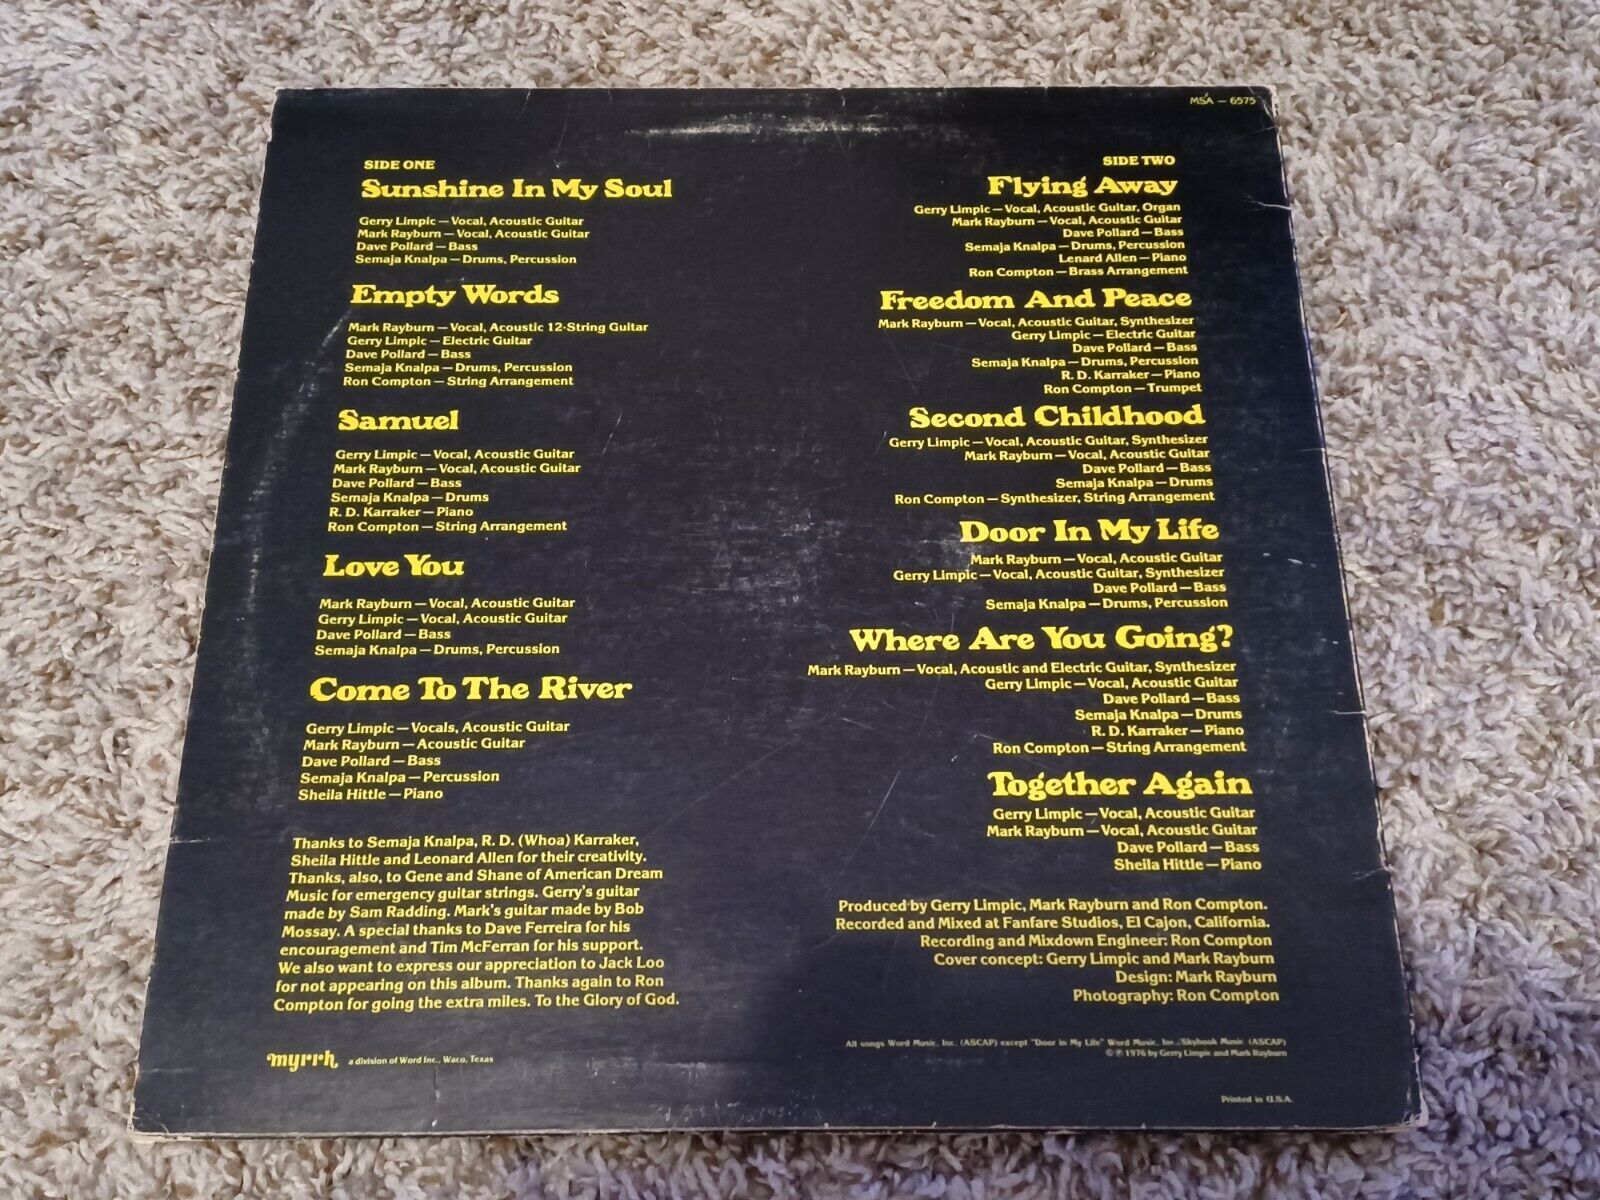 MSA – 6575
SIDE ONE
Sunshine In My Soul
Gerry Limpic — Vocal, Acoustic Guitar
Mark Rayburn — Vocal, Acoustic Guitar
Dave Pollard — Bass
Semaja Knalpa — Drums, Percussion
Empty Words
Mark Rayburn — Vocal, Acoustic 12-String Guitar
Gerry Limpic — Electric Guitar
Dave Pollard — Bass
Semaja Knalpa — Drums, Percussion
Ron Compton — String Arrangement
Samuel
Gerry Limpic — Vocal, Acoustic Guitar
Mark Rayburn — Vocal, Acoustic Guitar
Dave Pollard — Bass
Semaja Knalpa — Drums
R. D. Karraker — Piano
Ron Compton — String Arrangement
Love You
Mark Rayburn — Vocal, Acoustic Guitar
Gerry Limpic — Vocal, Acoustic Guitar
Dave Pollard — Bass
Semaja Knalpa — Drums, Percussion
Come To The River
Gerry Limpic — Vocals, Acoustic Guitar
Mark Rayburn — Acoustic Guitar
Dave Pollard — Bass
Semaja Knalpa — Percussion
Sheila Hittle — Piano
Thanks to Semaja Knalpa, R. D. (Whoa) Karraker,
Sheila Hittle and Leonard Allen for their creativity.
Thanks, also, to Gene and Shane of American Dream
Music for emergency guitar strings. Gerry's guitar
made by Sam Radding. Mark's guitar made by Bob
Mossay. A special thanks to Dave Ferreira for his
encouragement and Tim McFerran for his support.
We also want to express our appreciation to Jack Loo
for not appearing on this album. Thanks again to Ron
Compton for going the extra miles. To the Glory of God.
myrrh a division of Word Inc., Waco, Texas
SIDE TWO
Flying Away
Gerry Limpic — Vocal, Acoustic Guitar, Organ
Mark Rayburn — Vocal, Acoustic Guitar
Dave Pollard — Bass
Semaja Knalpa — Drums, Percussion
Lenard Allen — Piano
Ron Compton — Brass Arrangement
Freedom And Peace
Mark Rayburn — Vocal, Acoustic Guitar, Synthesizer
Gerry Limpic — Electric Guitar
Dave Pollard — Bass
Semaja Knalpa — Drums, Percussion
R. D. Karraker — Piano
Ron Compton — Trumpet
Second Childhood
Gerry Limpic — Vocal, Acoustic Guitar, Synthesizer
Mark Rayburn — Vocal, Acoustic Guitar
Dave Pollard — Bass
Semaja Knalpa — Drums
Ron Compton — Synthesizer, String Arrangement
Door In My Life
Mark Rayburn — Vocal, Acoustic Guitar
Gerry Limpic — Vocal, Acoustic Guitar, Synthesizer
Dave Pollard — Bass
Semaja Knalpa — Drums, Percussion
Where Are You Going?
Mark Rayburn — Vocal, Acoustic and Electric Guitar, Synthesizer
Gerry Limpic — Vocal, Acoustic Guitar
Dave Pollard — Bass
Semaja Knalpa — Drums
R. D. Karraker — Piano
Ron Compton — String Arrangement
Together Again
Gerry Limpic — Vocal, Acoustic Guitar
Mark Rayburn — Vocal, Acoustic Guitar
Dave Pollard — Bass
Sheila Hittle — Piano
Produced by Gerry Limpic, Mark Rayburn and Ron Compton.
Recorded and Mixed at Fanfare Studios, El Cajon, California.
Recording and Mixdown Engineer: Ron Compton
Cover concept: Gerry Limpic and Mark Rayburn
Design: Mark Rayburn
Photography: Ron Compton
All songs Word Music, Inc. (ASCAP) except "Door in My Life" Word Music, Inc./Skybook Music (ASCAP)
©℗ 1976 by Gerry Limpic and Mark Rayburn
Printed in U.S.A.